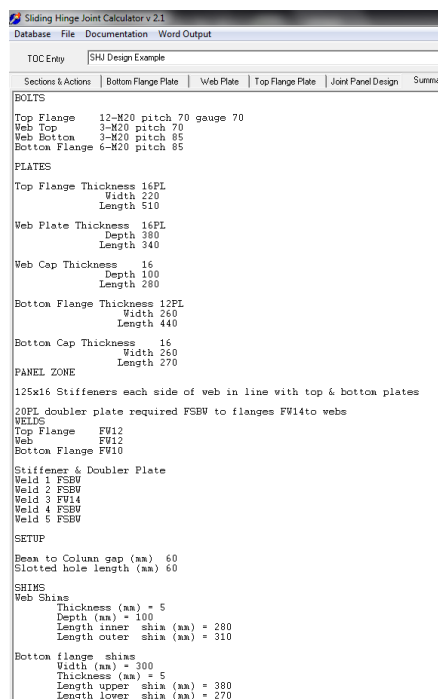 Sliding Hinge Joint Calculator v 2.1
Database File Documentation Word Output
TOC Entry SHJ Design Example
Sections & Actions Bottom Flange Plate Web Plate Top Flange Plate Joint Panel Design Summa
BOLTS
Top Flange 12-M20 pitch 70 gauge 70
Web Top 3-M20 pitch 70
Web Bottom 3-M20 pitch 85
Bottom Flange 6-M20 pitch 85
PLATES
Top Flange Thickness 16PL
Width 220
Length 510
Web Plate Thickness 16PL
Depth 380
Length 340
Web Cap Thickness 16
Depth 100
Length 280
Bottom Flange Thickness 12PL
Width 260
Length 440
Bottom Cap Thickness 16
Width 260
Length 270
PANEL ZONE
125x16 Stiffeners each side of web in line with top & bottom plates
20PL doubler plate required FSBW to flanges FW14to webs
WELDS
Top Flange FW12
Web FW12
Bottom Flange FW10
Stiffener & Doubler Plate
Weld 1 FSBW
Weld 2 FSBW
Weld 3 FW14
Weld 4 FSBW
Weld 5 FSBW
SETUP
Beam to Column gap (mm) 60
Slotted hole length (mm) 60
SHIMS
Web Shims
Thickness (mm) = 5
Depth (mm) = 100
Length inner shim (mm) = 280
Length outer shim (mm) = 310
Bottom flange shims
Width (mm) = 300
Thickness (mm) = 5
Length upper shim (mm) = 380
Length lower shim (mm) = 270